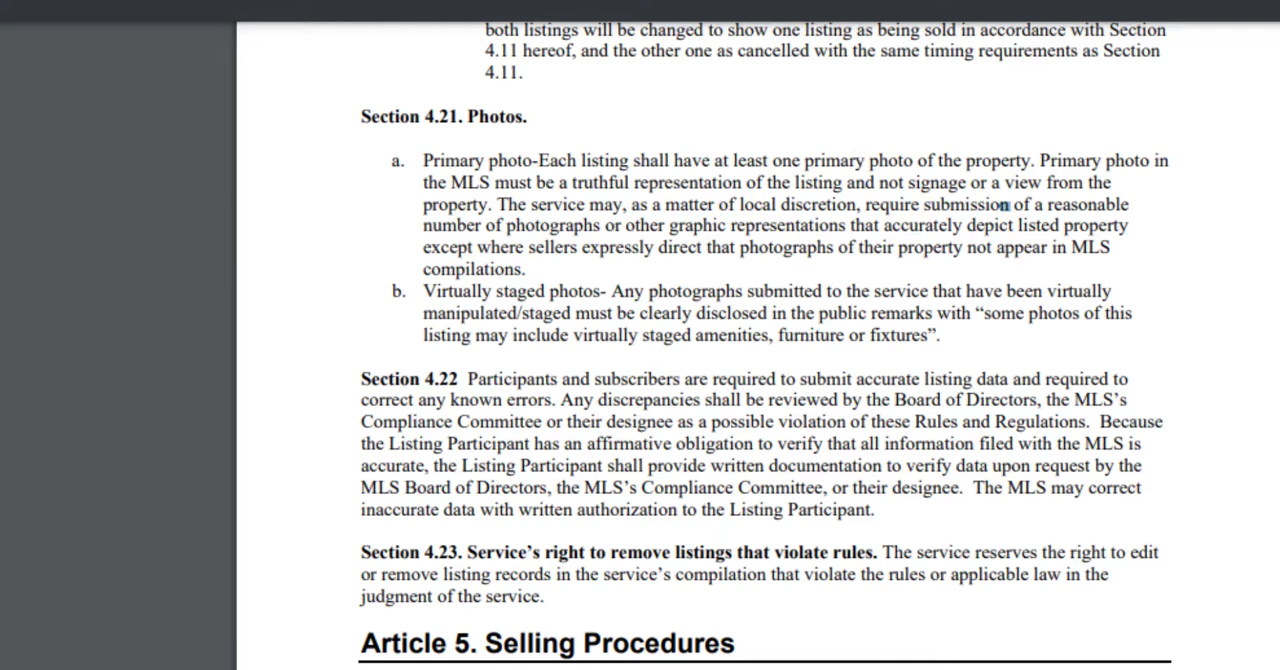 both listings will be changed to show one listing as being sold in accordance with Section
4.11 hereof, and the other one as cancelled with the same timing requirements as Section
4.11.
Section 4.21. Photos.
a. Primary photo-Each listing shall have at least one primary photo of the property. Primary photo in
the MLS must be a truthful representation of the listing and not signage or a view from the
property. The service may, as a matter of local discretion, require submission of a reasonable
number of photographs or other graphic representations that accurately depict listed property
except where sellers expressly direct that photographs of their property not appear in MLS
compilations.
b. Virtually staged photos- Any photographs submitted to the service that have been virtually
manipulated/staged must be clearly disclosed in the public remarks with “some photos of this
listing may include virtually staged amenities, furniture or fixtures”.
Section 4.22 Participants and subscribers are required to submit accurate listing data and required to
correct any known errors. Any discrepancies shall be reviewed by the Board of Directors, the MLS’s
Compliance Committee or their designee as a possible violation of these Rules and Regulations. Because
the Listing Participant has an affirmative obligation to verify that all information filed with the MLS is
accurate, the Listing Participant shall provide written documentation to verify data upon request by the
MLS Board of Directors, the MLS’s Compliance Committee, or their designee. The MLS may correct
inaccurate data with written authorization to the Listing Participant.
Section 4.23. Service’s right to remove listings that violate rules. The service reserves the right to edit
or remove listing records in the service’s compilation that violate the rules or applicable law in the
judgment of the service.
Article 5. Selling Procedures